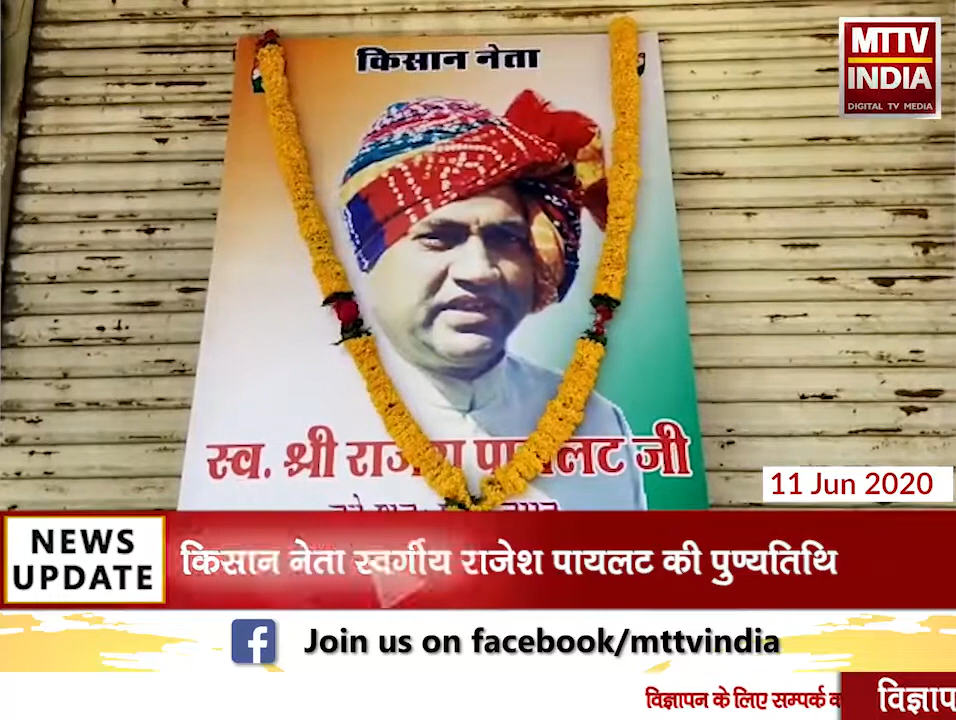 किसान नेता
MTTV
INDIA
DIGITAL TV MEDIA
स्व. श्री राजेश पायलट जी
11 Jun 2020
NEWS
UPDATE
किसान नेता स्वर्गीय राजेश पायलट की पुण्यतिथि
Join us on facebook/mttvindia
विज्ञापन के लिए सम्पर्क